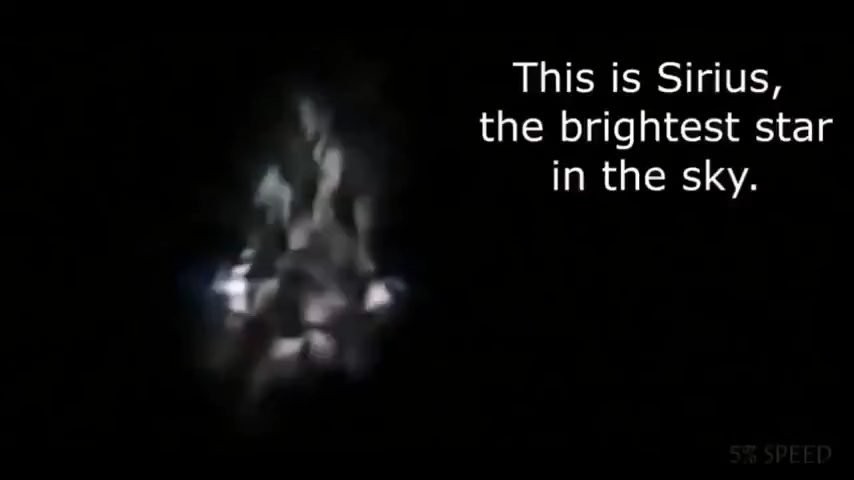 This is Sirius,
the brightest star
in the sky.
5% SPEED